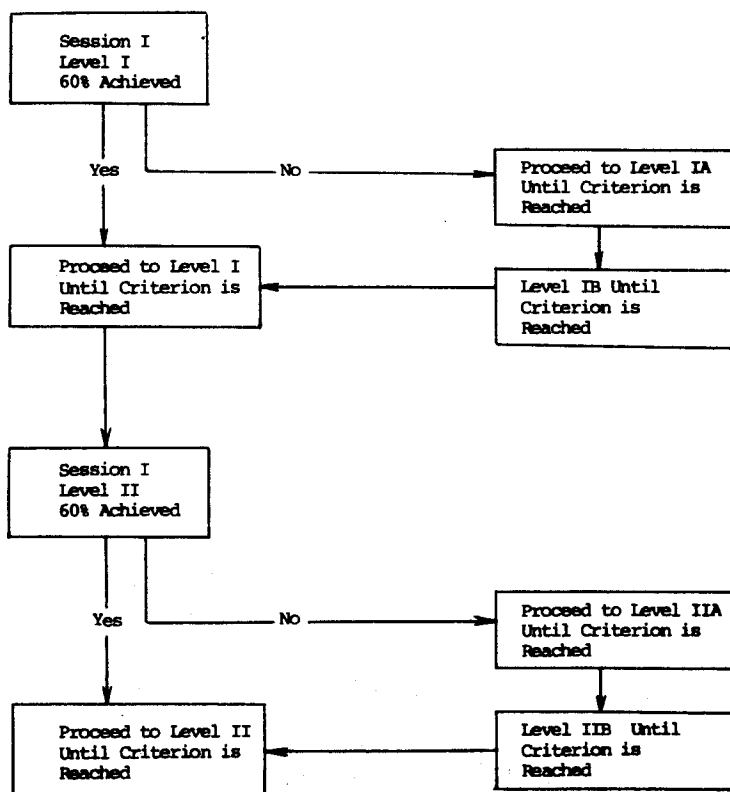 Session I
Level I
60% Achieved
Yes
No
Proceed to Level IA
Until Criterion is
Reached
Proceed to Level I
Until Criterion is
Reached
Level IB Until
Criterion is
Reached
Session I
Level II
60% Achieved
Yes
No
Proceed to Level IIA
Until Criterion is
Reached
Proceed to Level II
Until Criterion is
Reached
Level IIB Until
Criterion is
Reached